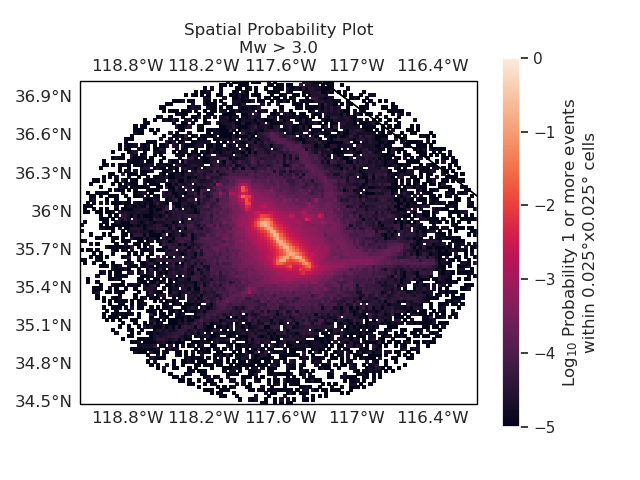 Spatial Probability Plot
Mw > 3.0
118.8°W 118.2°W 117.6°W 117°W 116.4°W
36.9°N
36.6°N
36.3°N
36°N
35.7°N
35.4°N
35.1°N
34.8°N
34.5°N
118.8°W 118.2°W 117.6°W 117°W 116.4°W
0
−1
−2
−3
−4
−5
Log₁₀ Probability 1 or more events
within 0.025°x0.025° cells